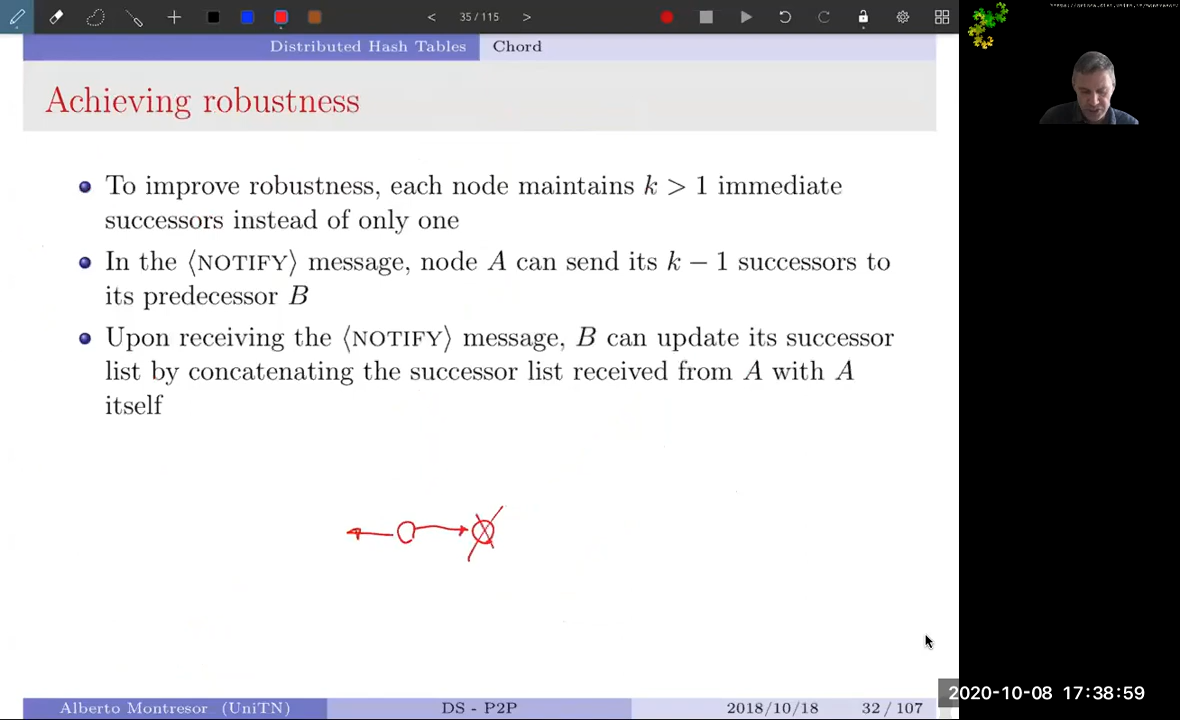 35 / 115
Distributed Hash Tables Chord
Achieving robustness
To improve robustness, each node maintains k > 1 immediate
successors instead of only one
In the ⟨NOTIFY⟩ message, node A can send its k − 1 successors to
its predecessor B
Upon receiving the ⟨NOTIFY⟩ message, B can update its successor
list by concatenating the successor list received from A with A
itself
Alberto Montresor (UniTN) DS - P2P 2018/10/18 32 / 107
2020-10-08 17:38:59